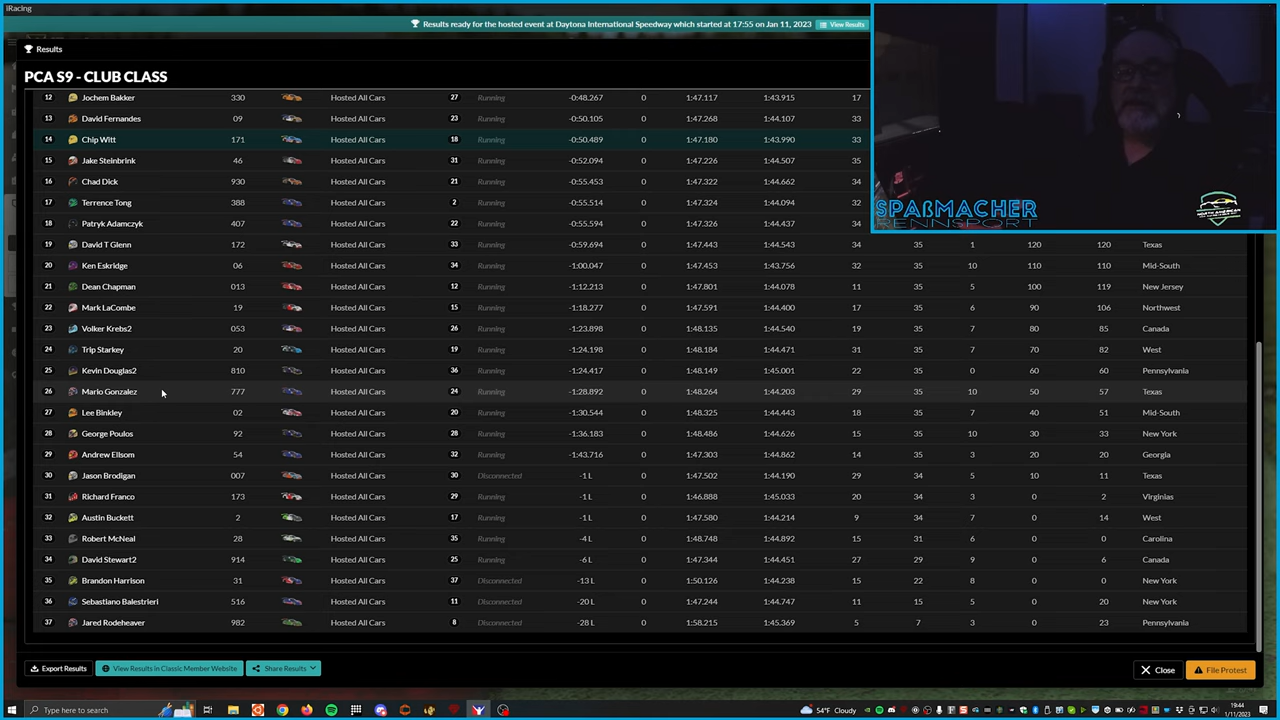 iRacing
Results ready for the hosted event at Daytona International Speedway which started at 17:55 on Jan 11, 2023 View Results
Results
PCA S9 - CLUB CLASS
12 Jochem Bakker 330 Hosted All Cars 27 Running -0:48.267 0 1:47.117 1:43.915 17
13 David Fernandes 09 Hosted All Cars 23 Running -0:50.105 0 1:47.268 1:44.107 33
14 Chip Witt 171 Hosted All Cars 18 Running -0:50.489 0 1:47.180 1:43.990 33
15 Jake Steinbrink 46 Hosted All Cars 31 Running -0:52.094 0 1:47.226 1:44.507 35
16 Chad Dick 930 Hosted All Cars 21 Running -0:55.453 0 1:47.322 1:44.662 34
17 Terrence Tong 388 Hosted All Cars 2 Running -0:55.514 0 1:47.324 1:44.094 32
18 Patryk Adamczyk 407 Hosted All Cars 22 Running -0:55.594 0 1:47.324 1:44.437 34
19 David T Glenn 172 Hosted All Cars 33 Running -0:59.694 0 1:47.443 1:44.543 34 35 1 120 120 Texas
20 Ken Eskridge 06 Hosted All Cars 34 Running -1:00.047 0 1:47.453 1:43.756 32 35 10 110 110 Mid-South
21 Dean Chapman 013 Hosted All Cars 12 Running -1:12.213 0 1:47.801 1:44.078 11 35 5 100 119 New Jersey
22 Mark LaCombe 19 Hosted All Cars 15 Running -1:18.277 0 1:47.591 1:44.400 17 35 6 90 106 Northwest
23 Volker Krebs2 053 Hosted All Cars 26 Running -1:23.898 0 1:48.135 1:44.540 19 35 7 80 85 Canada
24 Trip Starkey 20 Hosted All Cars 19 Running -1:24.198 0 1:48.184 1:44.471 31 35 7 70 82 West
25 Kevin Douglas2 810 Hosted All Cars 36 Running -1:24.417 0 1:48.149 1:45.001 22 35 0 60 60 Pennsylvania
26 Mario Gonzalez 777 Hosted All Cars 24 Running -1:28.892 0 1:48.264 1:44.203 29 35 10 50 57 Texas
27 Lee Binkley 02 Hosted All Cars 20 Running -1:30.544 0 1:48.325 1:44.443 18 35 7 40 51 Mid-South
28 George Poulos 92 Hosted All Cars 28 Running -1:36.183 0 1:48.486 1:44.626 15 35 10 30 33 New York
29 Andrew Ellsom 54 Hosted All Cars 32 Running -1:43.716 0 1:47.303 1:44.862 14 35 3 20 20 Georgia
30 Jason Brodigan 007 Hosted All Cars 30 Disconnected -1 L 0 1:47.502 1:44.190 29 34 5 10 11 Texas
31 Richard Franco 173 Hosted All Cars 29 Running -1 L 0 1:46.888 1:45.033 20 34 3 0 2 Virginias
32 Austin Buckett 2 Hosted All Cars 17 Running -1 L 0 1:47.580 1:44.214 9 34 7 0 14 West
33 Robert McNeal 28 Hosted All Cars 35 Running -4 L 0 1:48.748 1:44.892 15 31 6 0 0 Carolina
34 David Stewart2 914 Hosted All Cars 25 Running -6 L 0 1:47.344 1:44.451 27 29 8 0 6 Canada
35 Brandon Harrison 31 Hosted All Cars 37 Disconnected -13 L 0 1:50.126 1:44.238 11 22 9 0 0 New York
36 Sebastiano Balestrieri 516 Hosted All Cars 11 Disconnected -20 L 0 1:47.244 1:44.747 11 15 5 0 20 New York
37 Jared Rodeheaver 982 Hosted All Cars 8 Disconnected -28 L 0 1:58.215 1:45.369 5 7 3 0 23 Pennsylvania
SPAßMACHER
RENNSPORT
NORTH AMERICAN
Export Results View Results in Classic Member Website Share Results Close File Protest
Type here to search 54°F Cloudy 19:44
1/11/2023